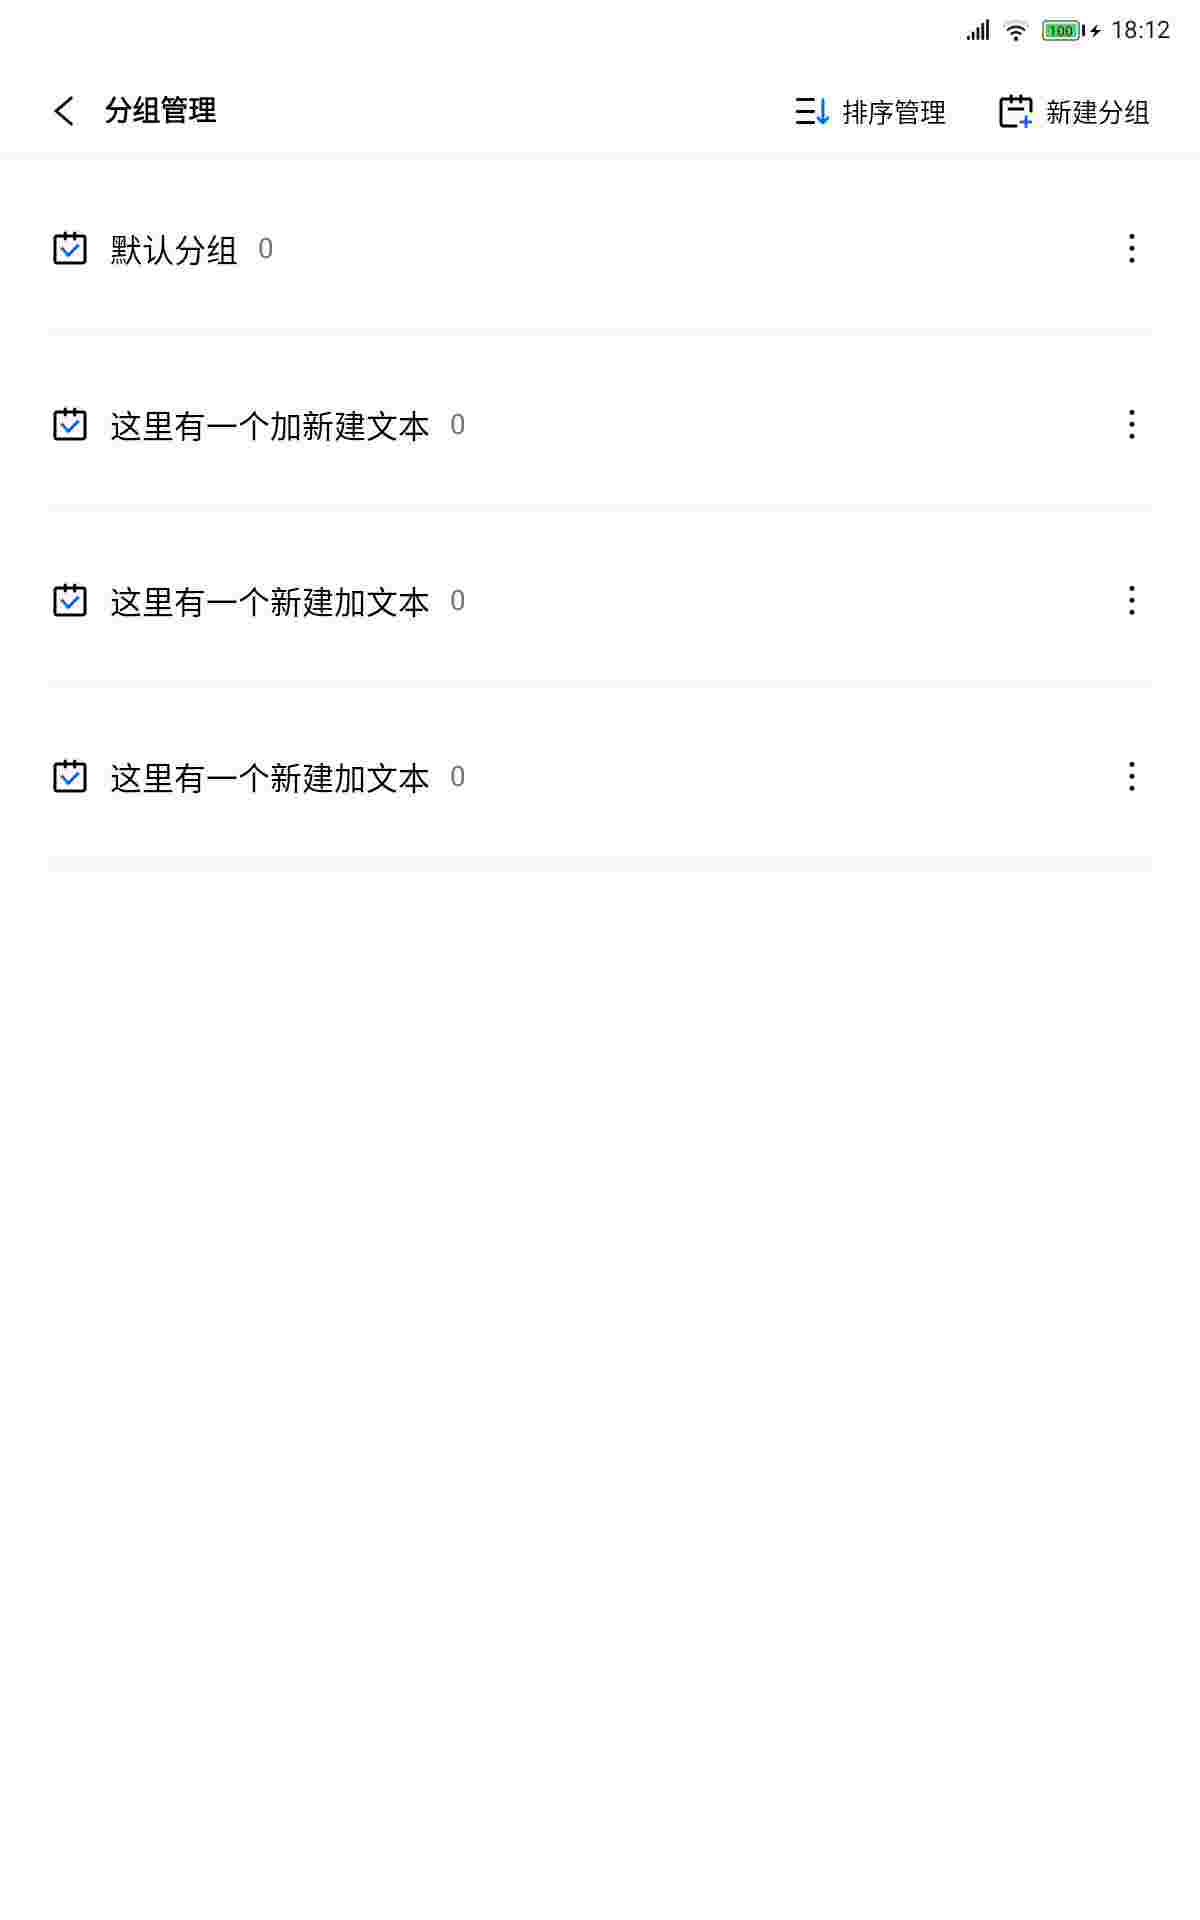 100 18:12
分组管理 排序管理 新建分组
默认分组 0
这里有一个加新建文本 0
这里有一个新建加文本 0
这里有一个新建加文本 0